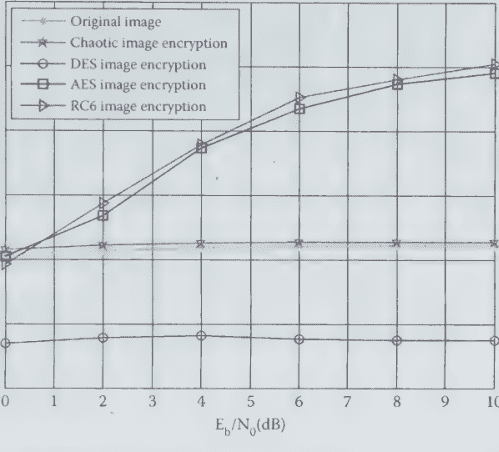 Original image
Chaotic image encryption
DES image encryption
AES image encryption
RC6 image encryption
0 1 2 3 4 5 6 7 8 9 10
E_b/N_0(dB)